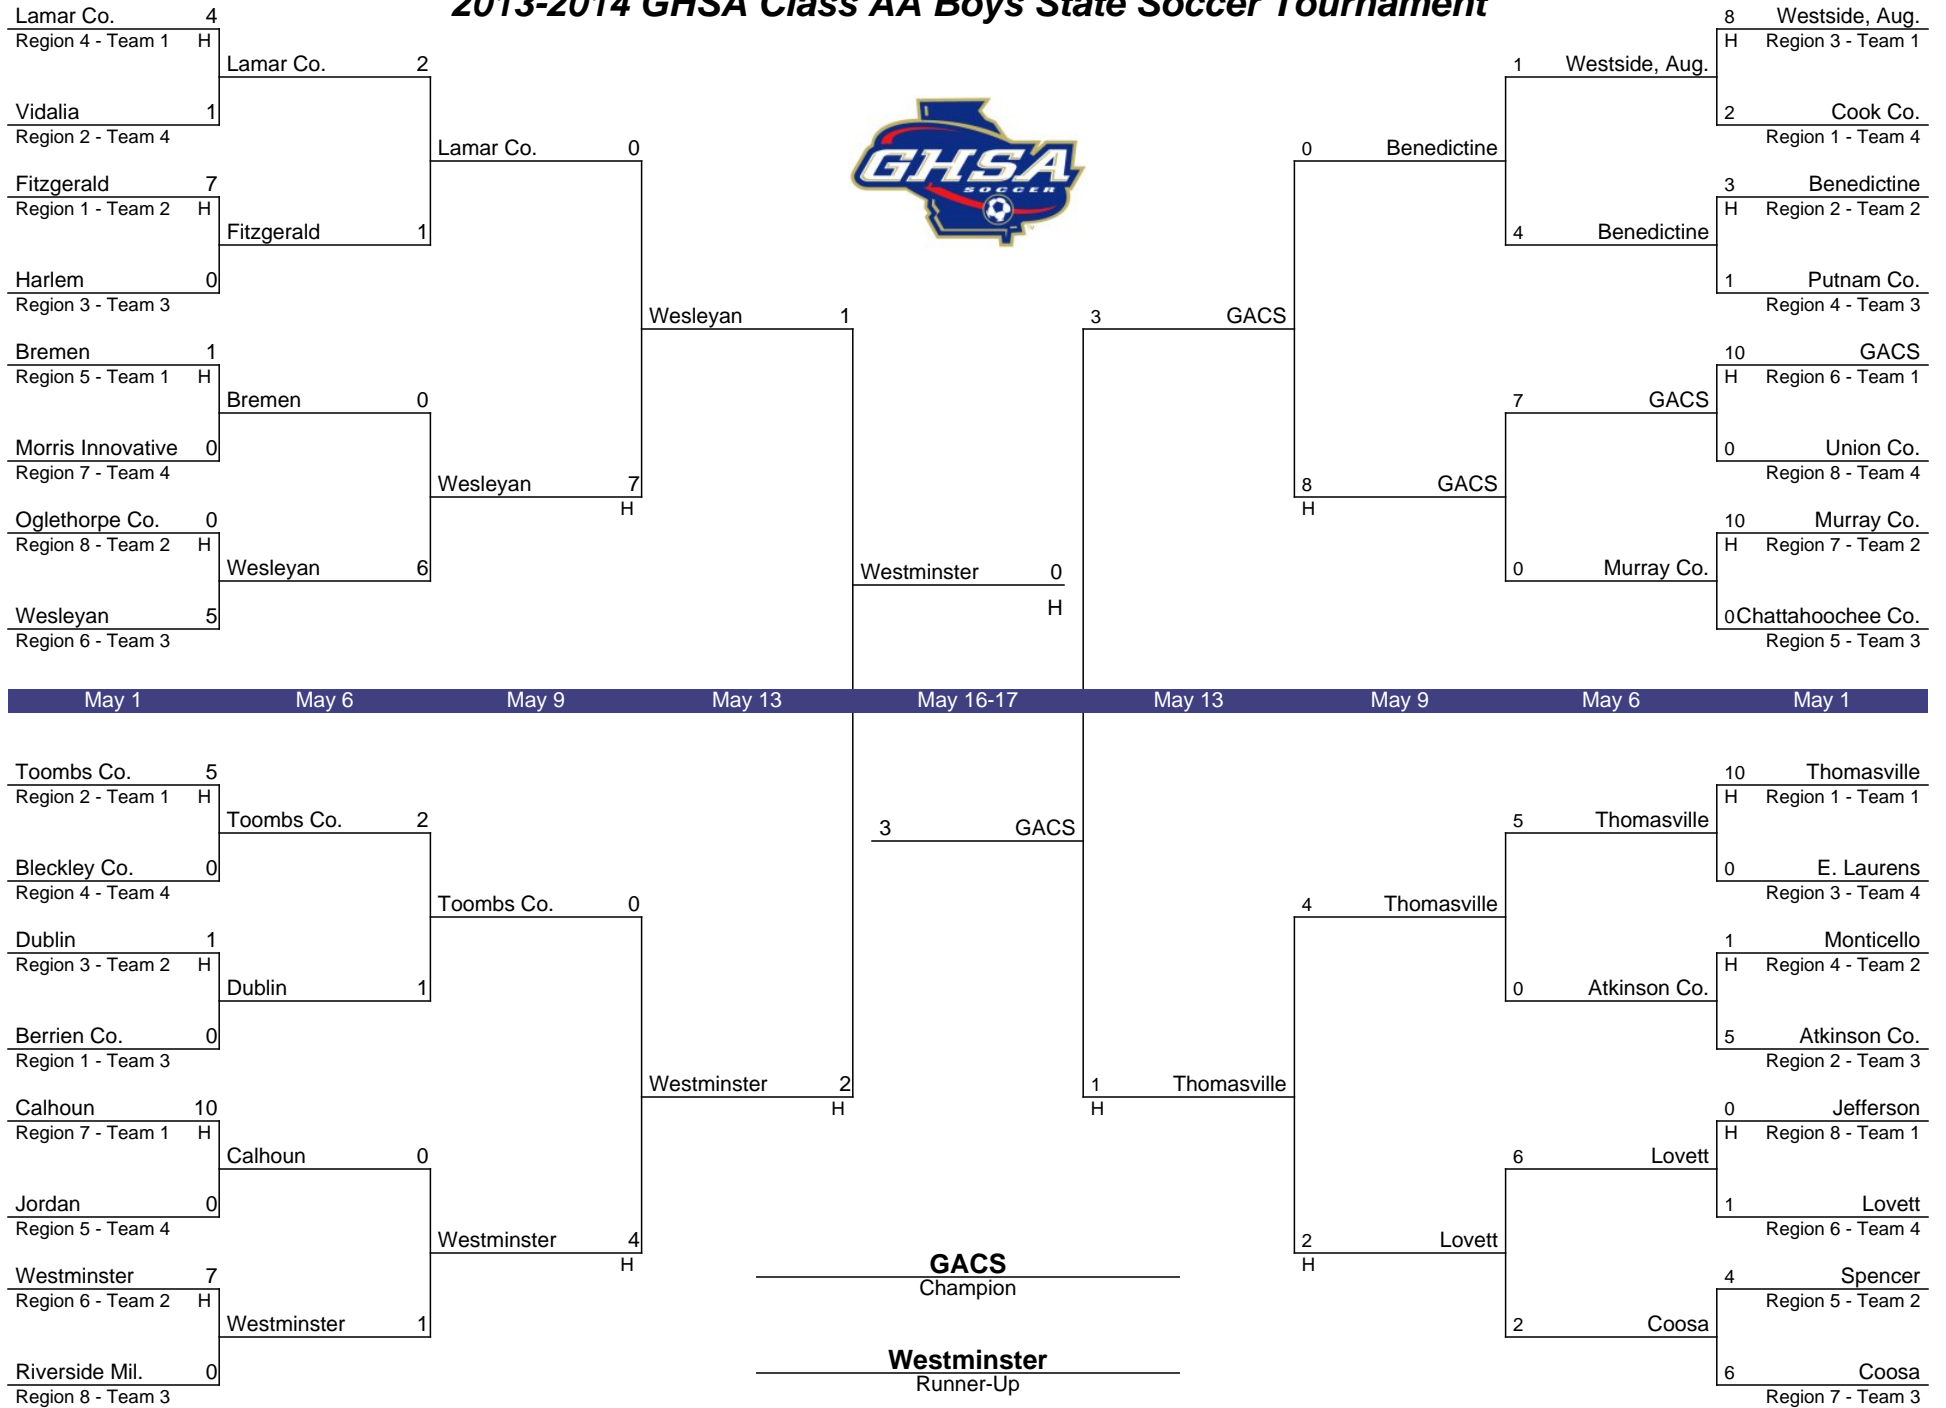 2013-2014 GHSA Class AA Boys State Soccer Tournament
Lamar Co. 4
Region 4 - Team 1 H
Lamar Co. 2
Vidalia 1
Region 2 - Team 4
Lamar Co. 0
Fitzgerald 7
Region 1 - Team 2 H
Fitzgerald 1
Harlem 0
Region 3 - Team 3
Wesleyan 1
Bremen 1
Region 5 - Team 1 H
Bremen 0
Morris Innovative 0
Region 7 - Team 4
Wesleyan 7
H
Oglethorpe Co. 0
Region 8 - Team 2 H
Wesleyan 6
Wesleyan 5
Region 6 - Team 3
Westminster 0
H
GHSA
SOCCER
8 Westside, Aug.
H Region 3 - Team 1
1 Westside, Aug.
2 Cook Co.
Region 1 - Team 4
0 Benedictine
3 Benedictine
H Region 2 - Team 2
4 Benedictine
1 Putnam Co.
Region 4 - Team 3
3 GACS
10 GACS
H Region 6 - Team 1
7 GACS
0 Union Co.
Region 8 - Team 4
8 GACS
H
10 Murray Co.
H Region 7 - Team 2
0 Murray Co.
0 Chattahoochee Co.
Region 5 - Team 3
May 1 May 6 May 9 May 13 May 16-17 May 13 May 9 May 6 May 1
Toombs Co. 5
Region 2 - Team 1 H
Toombs Co. 2
Bleckley Co. 0
Region 4 - Team 4
Toombs Co. 0
Dublin 1
Region 3 - Team 2 H
Dublin 1
Berrien Co. 0
Region 1 - Team 3
Westminster 2
H
Calhoun 10
Region 7 - Team 1 H
Calhoun 0
Jordan 0
Region 5 - Team 4
Westminster 4
H
Westminster 7
Region 6 - Team 2 H
Westminster 1
Riverside Mil. 0
Region 8 - Team 3
3 GACS
10 Thomasville
H Region 1 - Team 1
5 Thomasville
0 E. Laurens
Region 3 - Team 4
4 Thomasville
1 Monticello
H Region 4 - Team 2
0 Atkinson Co.
5 Atkinson Co.
Region 2 - Team 3
1 Thomasville
H
0 Jefferson
H Region 8 - Team 1
6 Lovett
1 Lovett
Region 6 - Team 4
2 Lovett
H
4 Spencer
Region 5 - Team 2
2 Coosa
6 Coosa
Region 7 - Team 3
GACS
Champion
Westminster
Runner-Up